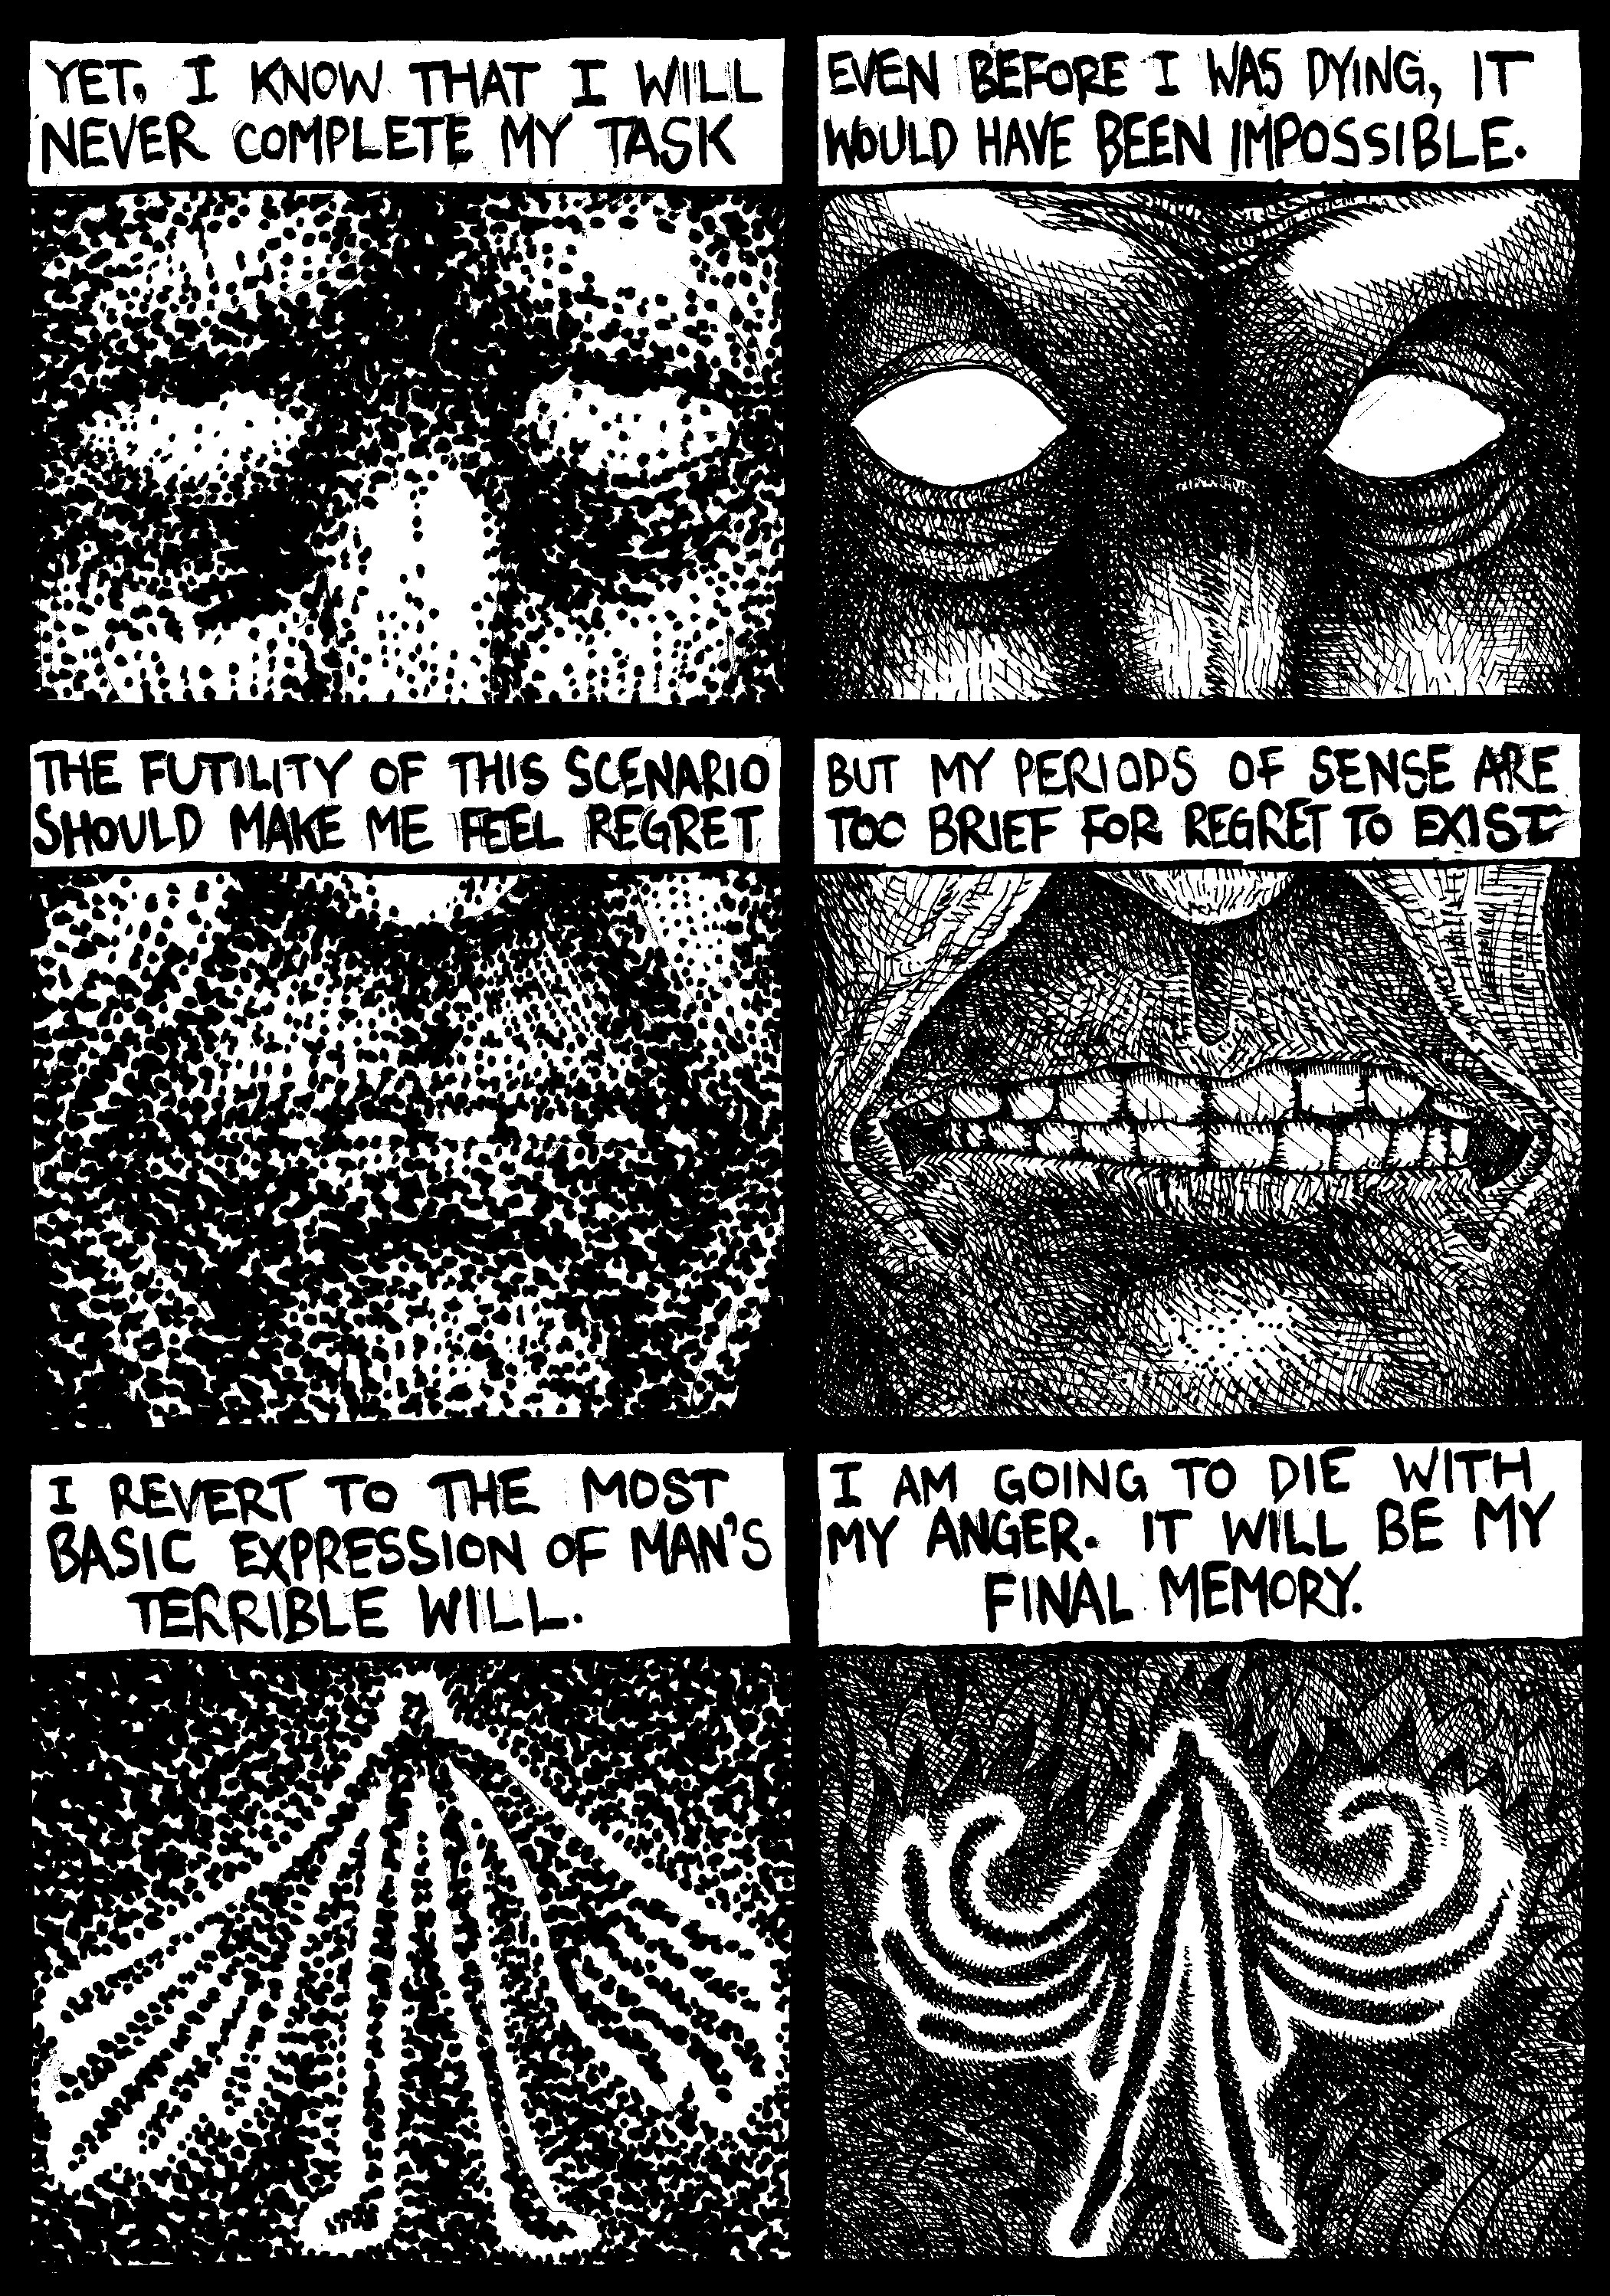 YET, I KNOW THAT I WILL
NEVER COMPLETE MY TASK
EVEN BEFORE I WAS DYING, IT
WOULD HAVE BEEN IMPOSSIBLE.
THE FUTILITY OF THIS SCENARIO
SHOULD MAKE ME FEEL REGRET
BUT MY PERIODS OF SENSE ARE
TOO BRIEF FOR REGRET TO EXIST
I REVERT TO THE MOST
BASIC EXPRESSION OF MAN'S
TERRIBLE WILL.
I AM GOING TO DIE WITH
MY ANGER. IT WILL BE MY
FINAL MEMORY.